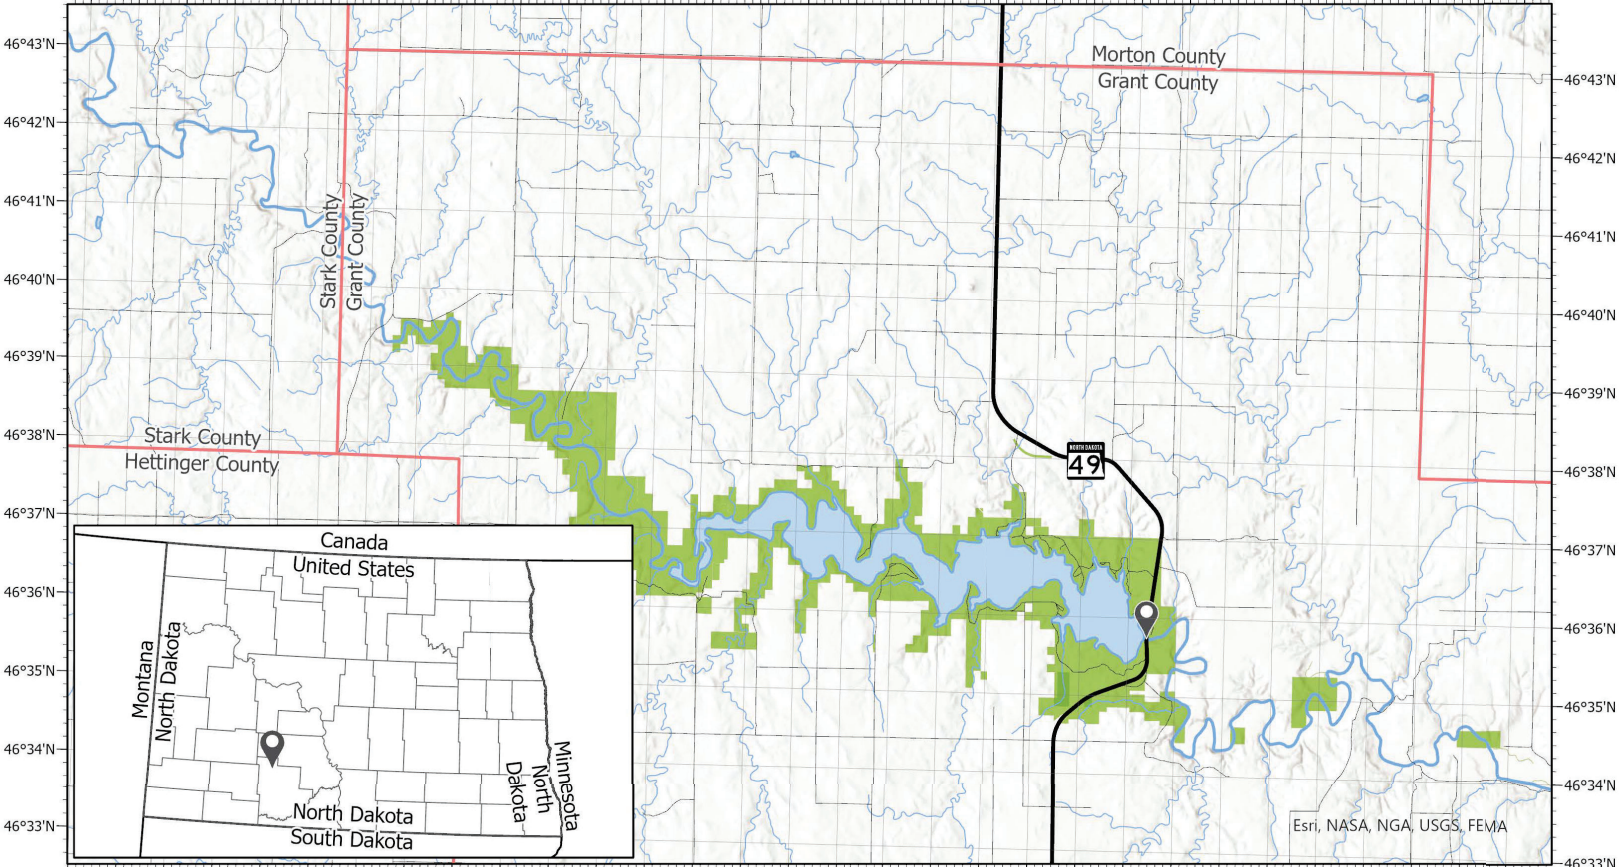 46°43'N
46°42'N
46°41'N
46°40'N
46°39'N
46°38'N
46°37'N
46°36'N
46°35'N
46°34'N
46°33'N
Morton County
Grant County
Stark County
Grant County
Stark County
Hettinger County
NORTH DAKOTA
49
Canada
United States
Montana
North Dakota
Minnesota
North
Dakota
North Dakota
South Dakota
Esri, NASA, NGA, USGS, FEMA
46°43'N
46°42'N
46°41'N
46°40'N
46°39'N
46°38'N
46°37'N
46°36'N
46°35'N
46°34'N
46°33'N